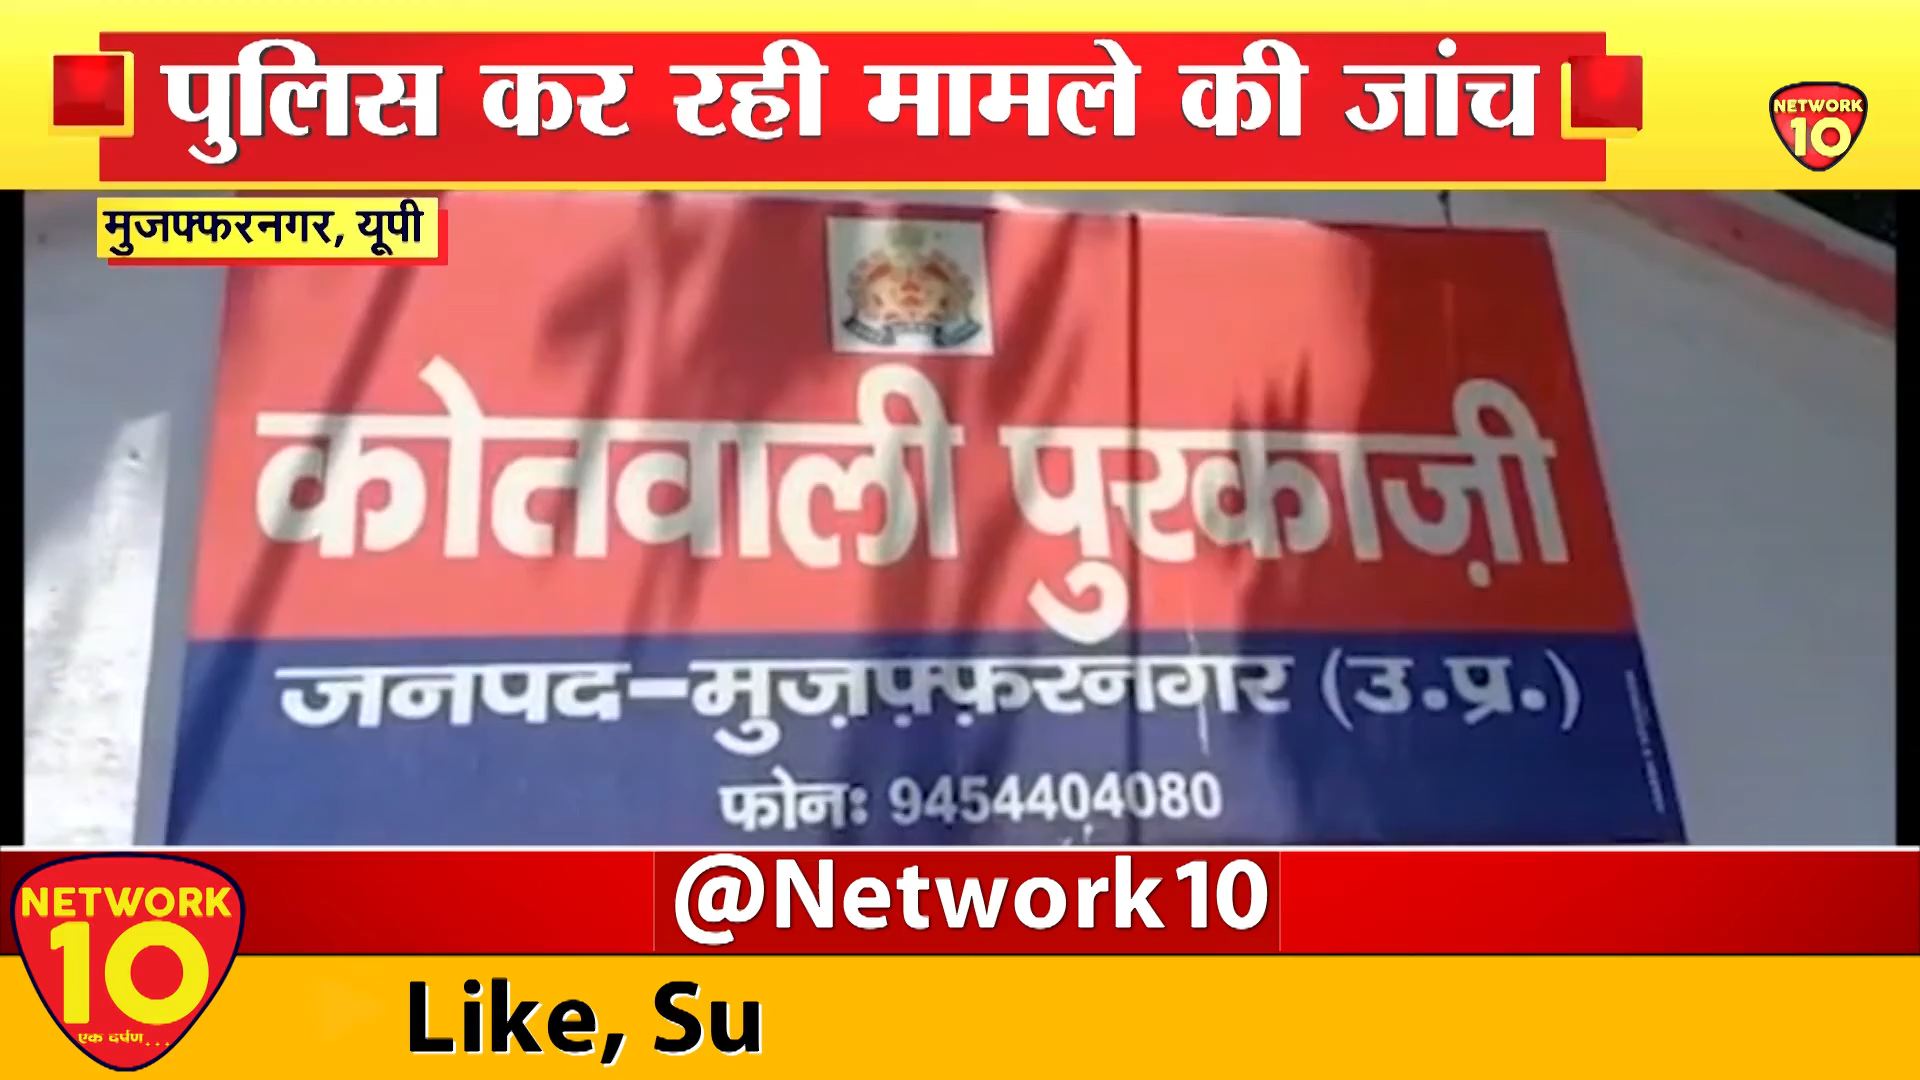 पुलिस कर रही मामले की जांच
NETWORK
10
मुजफ्फरनगर, यूपी
कोतवाली पुरकाज़ी
जनपद-मुज़फ़्फ़रनगर (उ.प्र.)
फोनः 9454404080
@Network10
NETWORK
10
एक दर्पण...
Like, Su